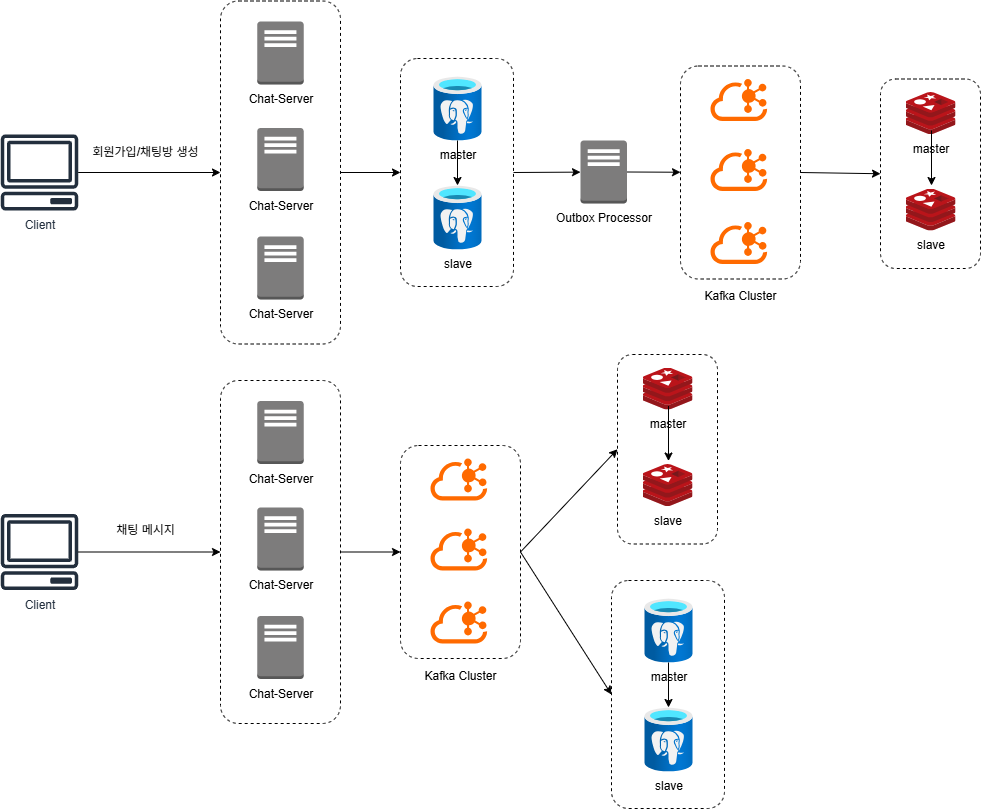 Client
회원가입/채팅방 생성
Chat-Server
Chat-Server
Chat-Server
master
slave
Outbox Processor
Kafka Cluster
master
slave
Client
채팅 메시지
Chat-Server
Chat-Server
Chat-Server
Kafka Cluster
master
slave
master
slave